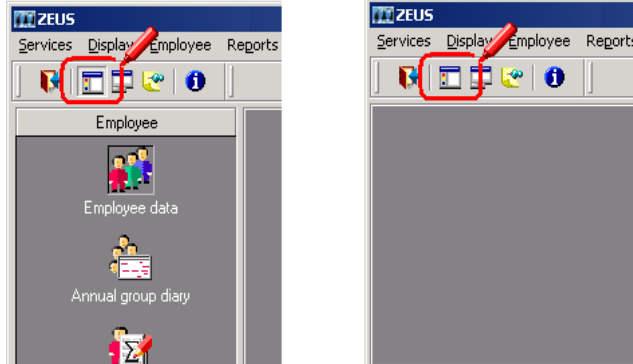 ZEUS
Services Display Employee Reports
Employee
Employee data
Annual group diary
ZEUS
Services Display Employee Reports